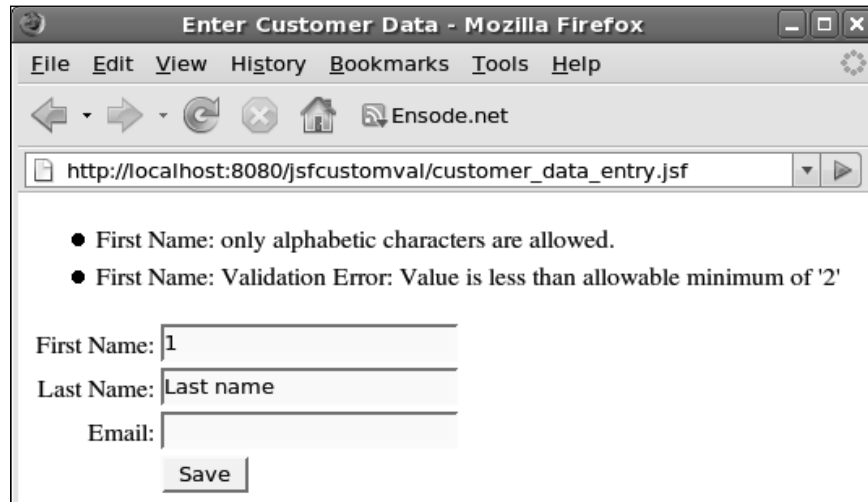 Enter Customer Data - Mozilla Firefox
File Edit View History Bookmarks Tools Help
Ensode.net
http://localhost:8080/jsfcustomval/customer_data_entry.jsf
First Name: only alphabetic characters are allowed.
First Name: Validation Error: Value is less than allowable minimum of '2'
First Name: 1
Last Name: Last name
Email:
Save